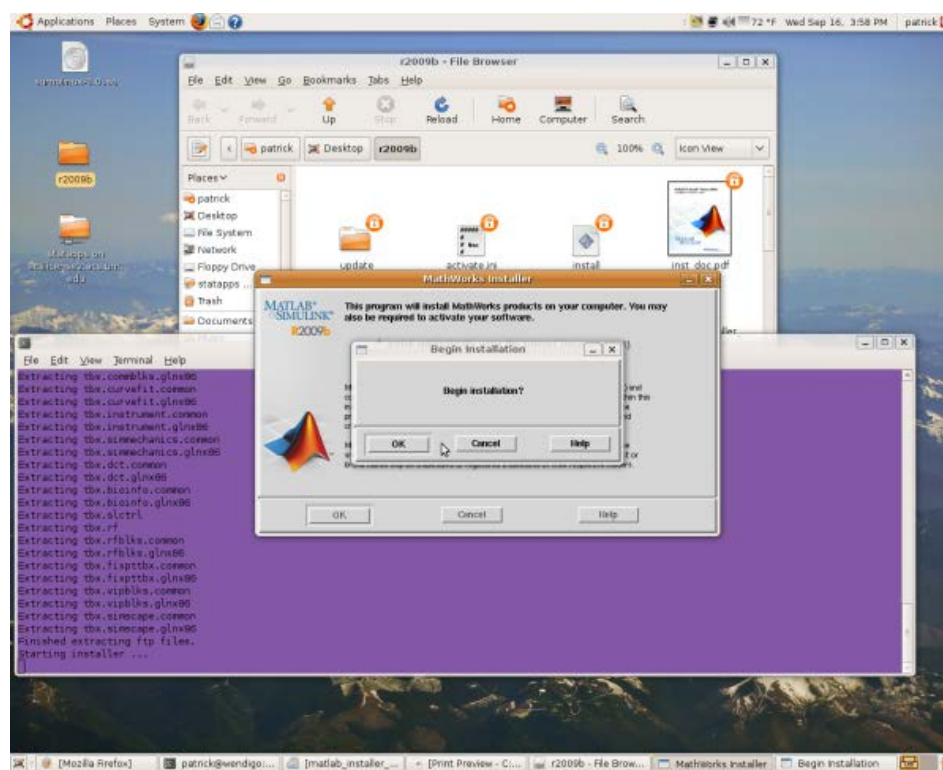 Applications Places System
72 °F Wed Sep 16, 3:58 PM patrick
r2009b
r2009b - File Browser
File Edit View Go Bookmarks Tabs Help
Back Forward Up Stop Reload Home Computer Search
patrick Desktop r2009b 100% Icon View
Places
patrick
Desktop
File System
Network
Floppy Drive
statapps ...
Trash
Documents
update activate.ini install inst_doc.pdf
MathWorks Installer
MATLAB®
SIMULINK®
R2009b
This program will install MathWorks products on your computer. You may
also be required to activate your software.
Begin Installation
Begin installation?
OK Cancel Help
OK Cancel Help
File Edit View Terminal Help
Extracting tbx.commblks.glnx86
Extracting tbx.curvefit.common
Extracting tbx.curvefit.glnx86
Extracting tbx.instrument.common
Extracting tbx.instrument.glnx86
Extracting tbx.simmechanics.common
Extracting tbx.simmechanics.glnx86
Extracting tbx.dct.common
Extracting tbx.dct.glnx86
Extracting tbx.bioinfo.common
Extracting tbx.bioinfo.glnx86
Extracting tbx.slctrl
Extracting tbx.rf
Extracting tbx.rfblks.common
Extracting tbx.rfblks.glnx86
Extracting tbx.fixpttbx.common
Extracting tbx.fixpttbx.glnx86
Extracting tbx.vipblks.common
Extracting tbx.vipblks.glnx86
Extracting tbx.simscape.common
Extracting tbx.simscape.glnx86
Finished extracting ftp files.
Starting installer ...
[Mozilla Firefox] patrick@wendigo:... [matlab_installer_... [Print Preview - C:... r2009b - File Brow... MathWorks Installer Begin Installation